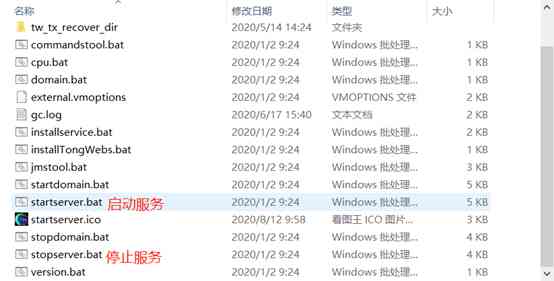 名称 修改日期 类型 大小
tw_tx_recover_dir 2020/5/14 14:24 文件夹
commandstool.bat 2020/1/2 9:24 Windows 批处理... 1 KB
cpu.bat 2020/1/2 9:24 Windows 批处理... 1 KB
domain.bat 2020/1/2 9:24 Windows 批处理... 1 KB
external.vmoptions 2020/1/2 9:24 VMOPTIONS 文件 2 KB
gc.log 2020/6/17 15:40 文本文档 2 KB
installservice.bat 2020/1/2 9:24 Windows 批处理... 2 KB
installTongWebs.bat 2020/1/2 9:24 Windows 批处理... 1 KB
jmstool.bat 2020/1/2 9:24 Windows 批处理... 3 KB
startdomain.bat 2020/1/2 9:24 Windows 批处理... 5 KB
startserver.bat 启动服务 2020/1/2 9:24 Windows 批处理... 5 KB
startserver.ico 2020/8/12 9:58 看图王 ICO 图片... 3 KB
stopdomain.bat 2020/1/2 9:24 Windows 批处理... 4 KB
stopserver.bat 停止服务 2020/1/2 9:24 Windows 批处理... 4 KB
version.bat 2020/1/2 9:24 Windows 批处理... 1 KB